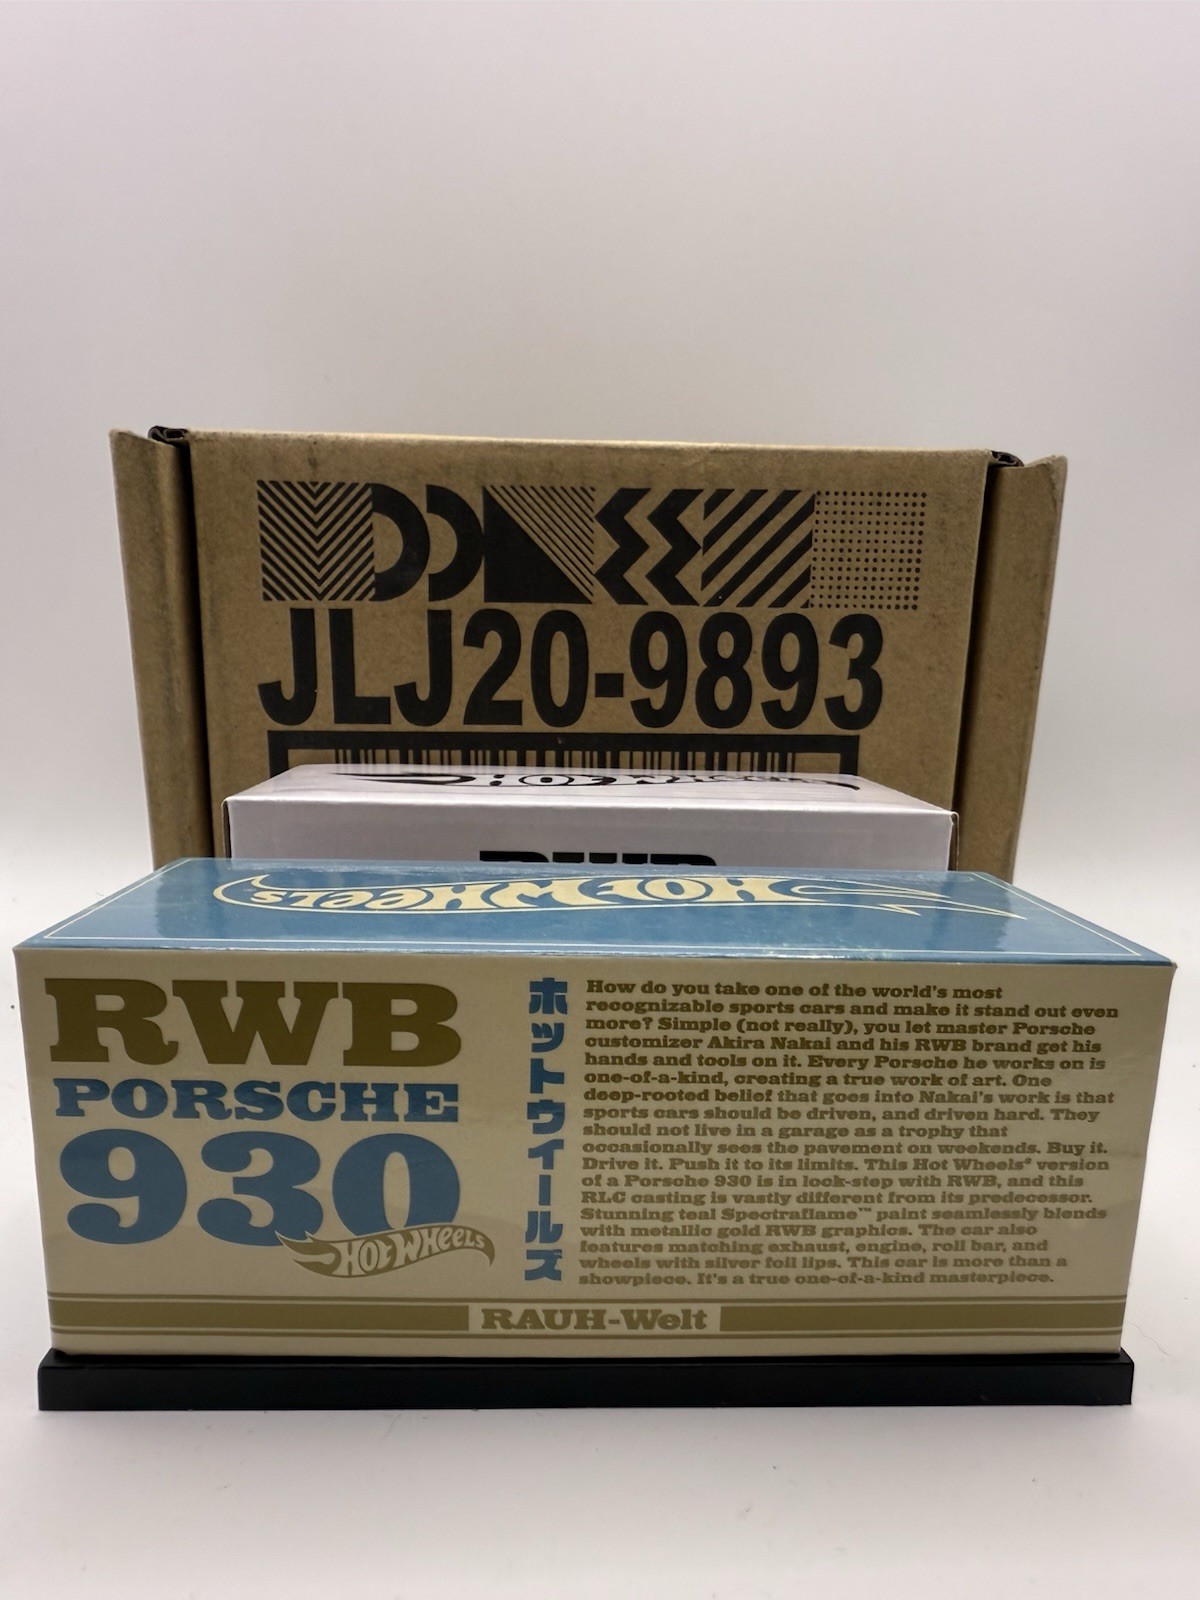 JLJ20-9893
HOT WHEELS
RWB
HOT WHEELS
RWB
PORSCHE
930
HOT WHEELS
ホットウィールズ
How do you take one of the world's most
recognizable sports cars and make it stand out even
more? Simple (not really), you let master Porsche
customizer Akira Nakai and his RWB brand get his
hands and tools on it. Every Porsche he works on is
one-of-a-kind, creating a true work of art. One
deep-rooted belief that goes into Nakai's work is that
sports cars should be driven, and driven hard. They
should not live in a garage as a trophy that
occasionally sees the pavement on weekends. Buy it.
Drive it. Push it to its limits. This Hot Wheels® version
of a Porsche 930 is in lock-step with RWB, and this
RLC casting is vastly different from its predecessor.
Stunning teal Spectraflame™ paint seamlessly blends
with metallic gold RWB graphics. The car also
features matching exhaust, engine, roll bar, and
wheels with silver foil lips. This car is more than a
showpiece. It's a true one-of-a-kind masterpiece.
RAUH-Welt